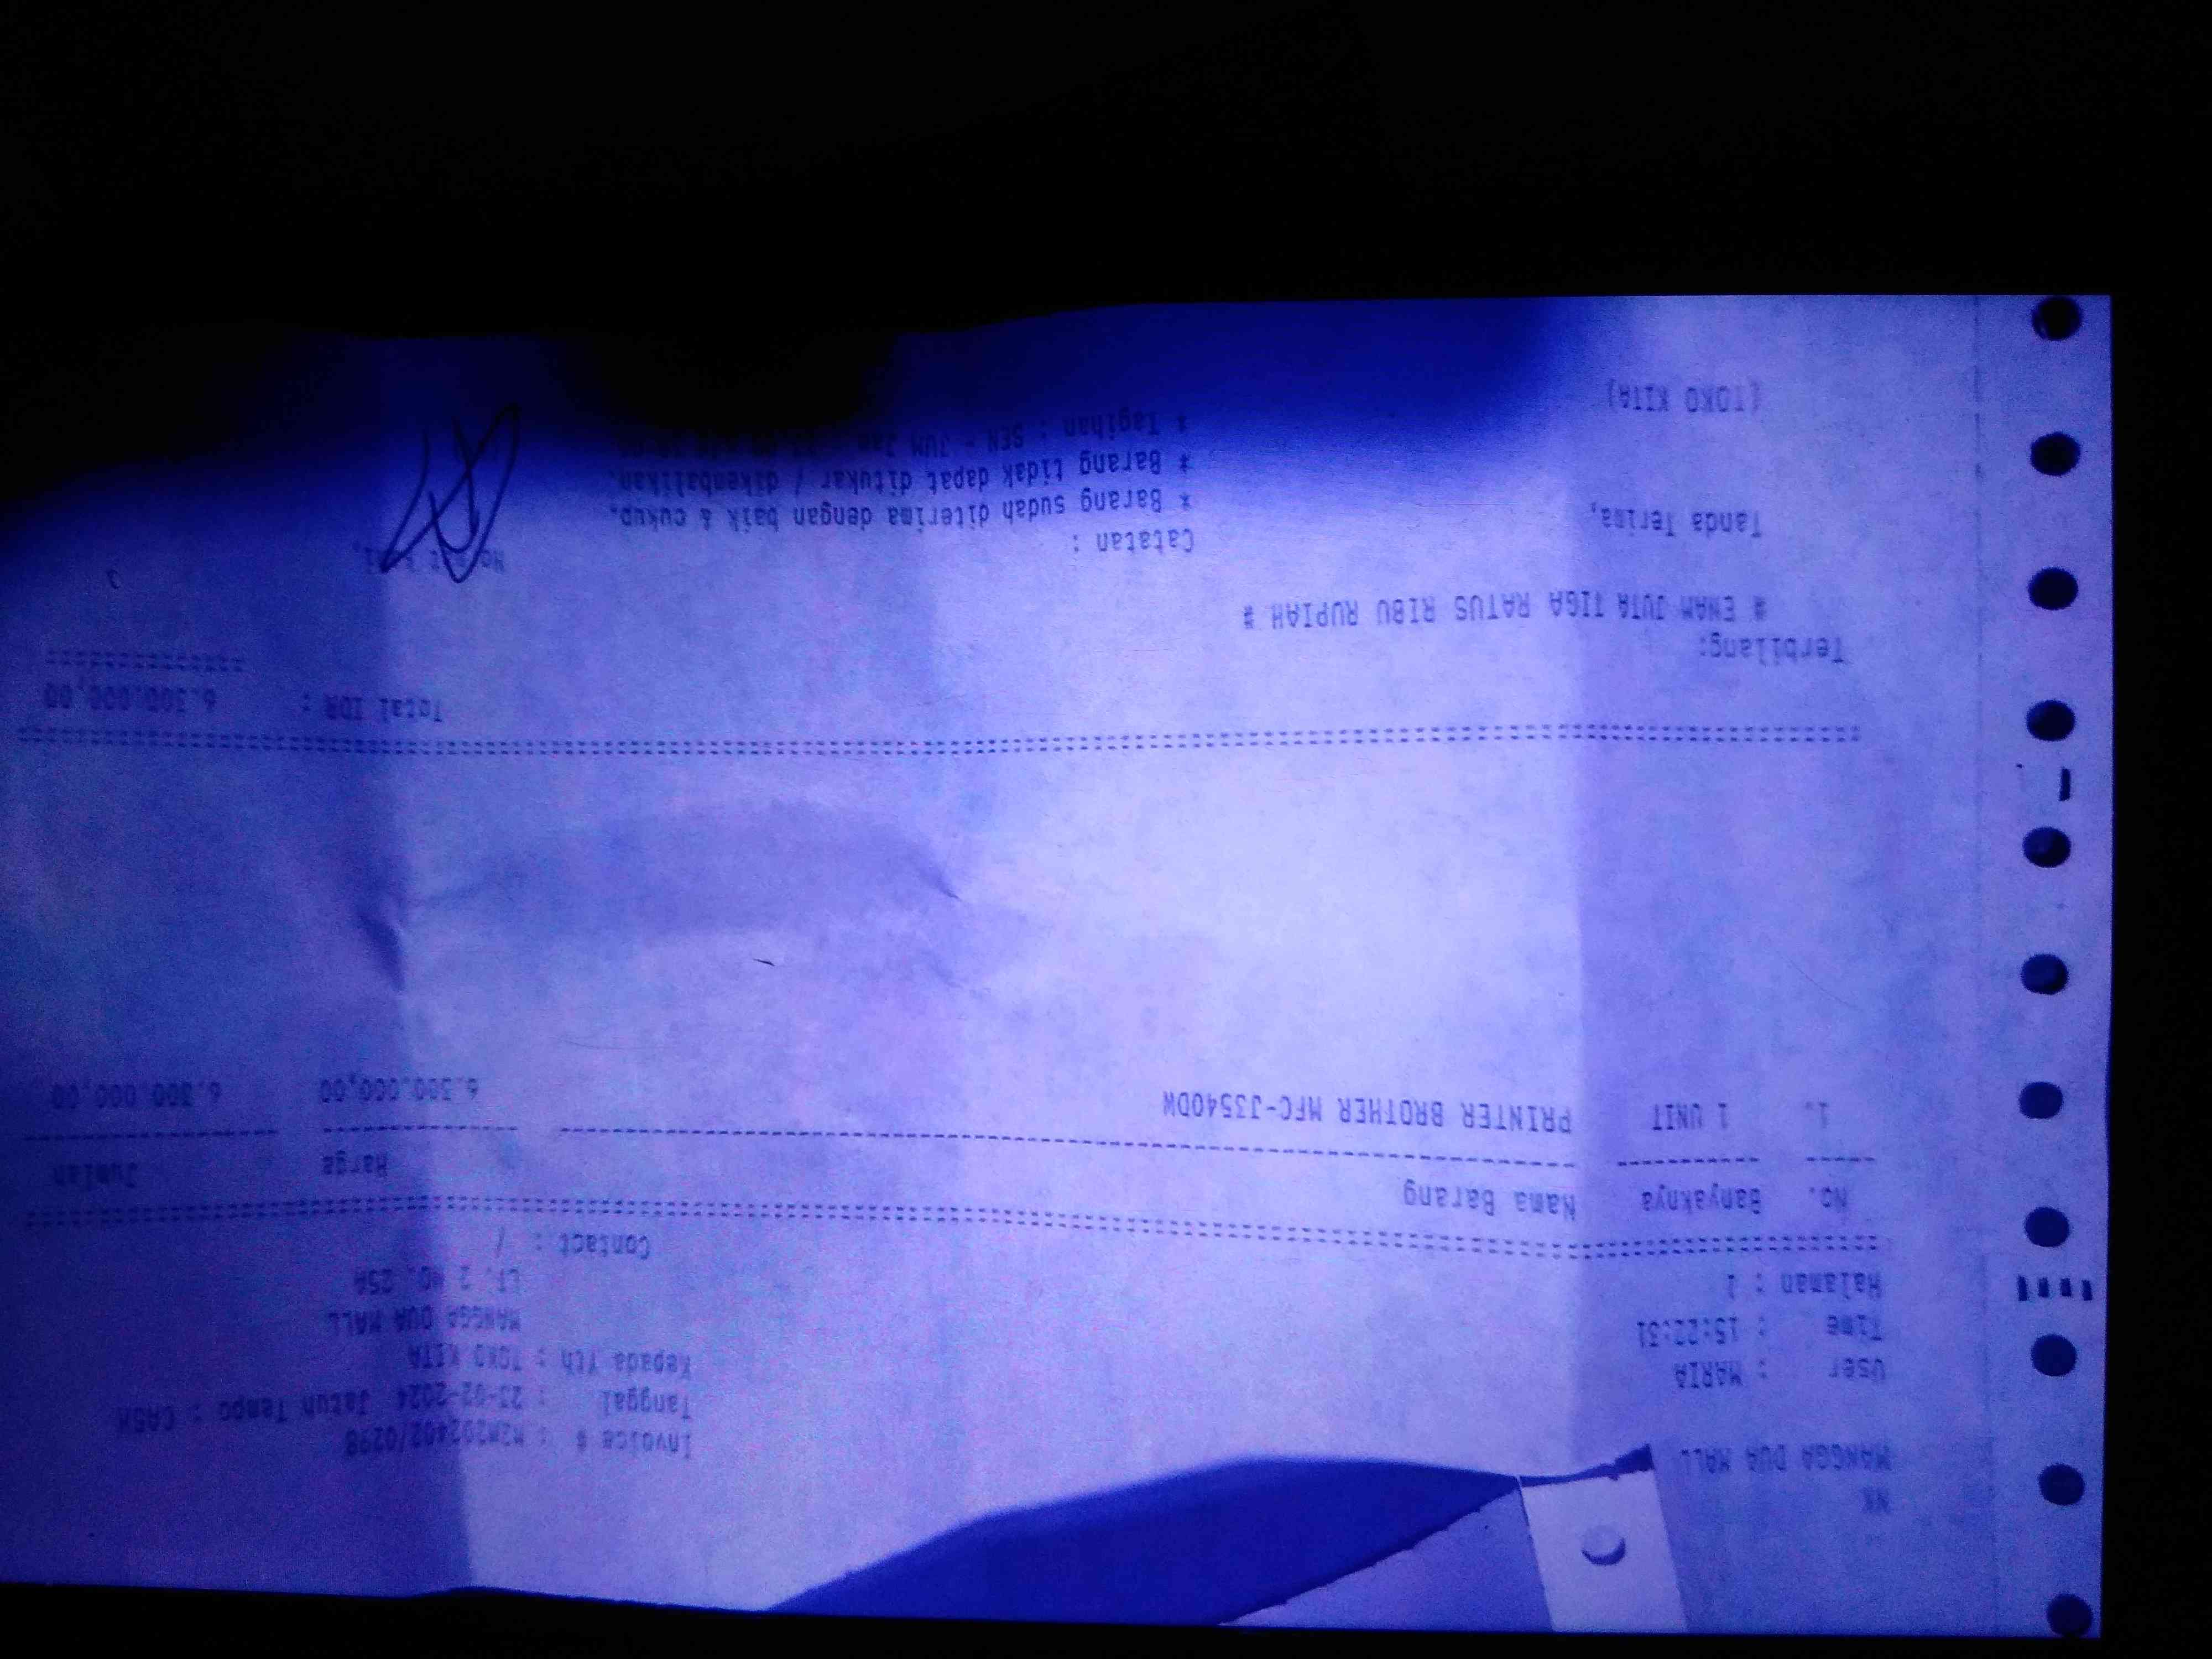 NK
MANGGA DUA MALL
Invoice # : M2M202402/0298
Tanggal : 23-02-2024 Jatuh Tempo : CASH
User : MARIA
Kepada Yth : TOKO KITA
Time : 15:22:31
MANGGA DUA MALL
Halaman : 1
LT. 2 NO. 25A
Contact : /
No. Banyaknya Nama Barang Harga Jumlah
1. 1 UNIT PRINTER BROTHER MFC-J3540DW 6.300.000,00 6.300.000,00
Total IDR : 6.300.000,00
Terbilang:
# ENAM JUTA TIGA RATUS RIBU RUPIAH #
Tanda Terima,
Catatan :
* Barang sudah diterima dengan baik & cukup.
* Barang tidak dapat ditukar / dikembalikan.
* Tagihan : SEN - JUM Jam
(TOKO KITA)